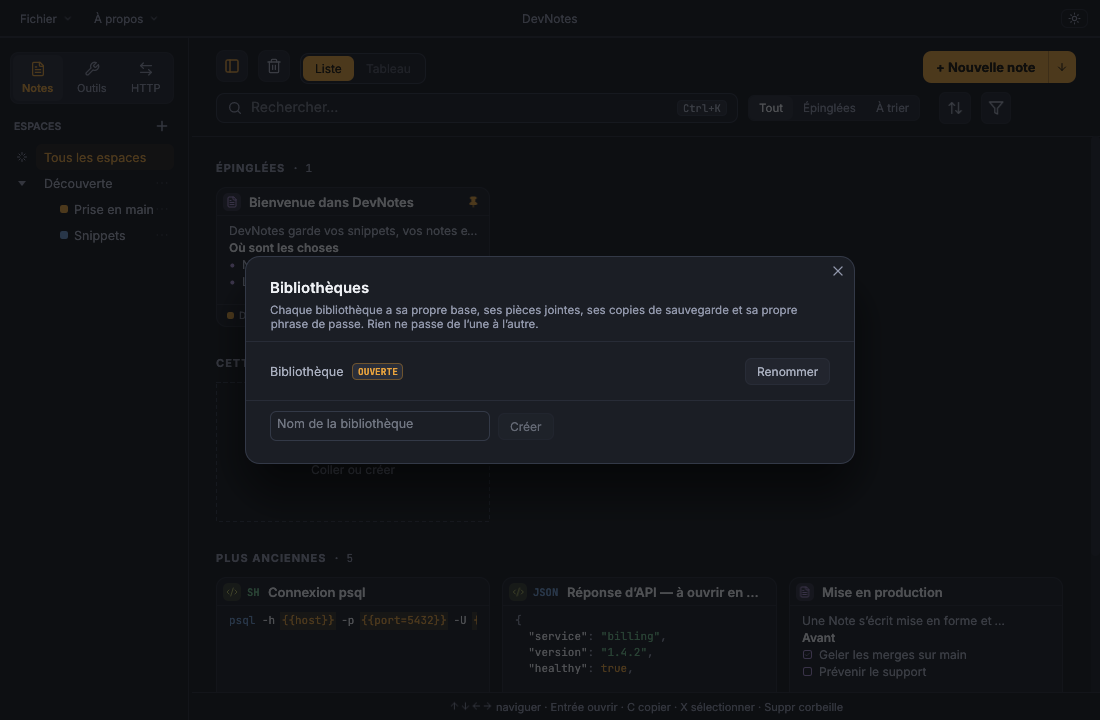 Fichier
À propos
DevNotes
Notes
Outils
HTTP
Liste
Tableau
+ Nouvelle note
Rechercher...
Ctrl+K
Tout
Épinglées
À trier
ESPACES
Tous les espaces
Découverte
Prise en main
Snippets
ÉPINGLÉES · 1
Bienvenue dans DevNotes
DevNotes garde vos snippets, vos notes e...
Où sont les choses
Bibliothèques
Chaque bibliothèque a sa propre base, ses pièces jointes, ses copies de sauvegarde et sa propre
phrase de passe. Rien ne passe de l’une à l’autre.
Bibliothèque
OUVERTE
Renommer
Nom de la bibliothèque
Créer
CETT
Coller ou créer
PLUS ANCIENNES · 5
SH Connexion psql
psql -h {{host}} -p {{port=5432}} -U {
JSON Réponse d’API — à ouvrir en ...
{
"service": "billing",
"version": "1.4.2",
"healthy": true,
Mise en production
Une Note s’écrit mise en forme et ...
Avant
Geler les merges sur main
Prévenir le support
↑ ↓ ← → naviguer · Entrée ouvrir · C copier · X sélectionner · Suppr corbeille